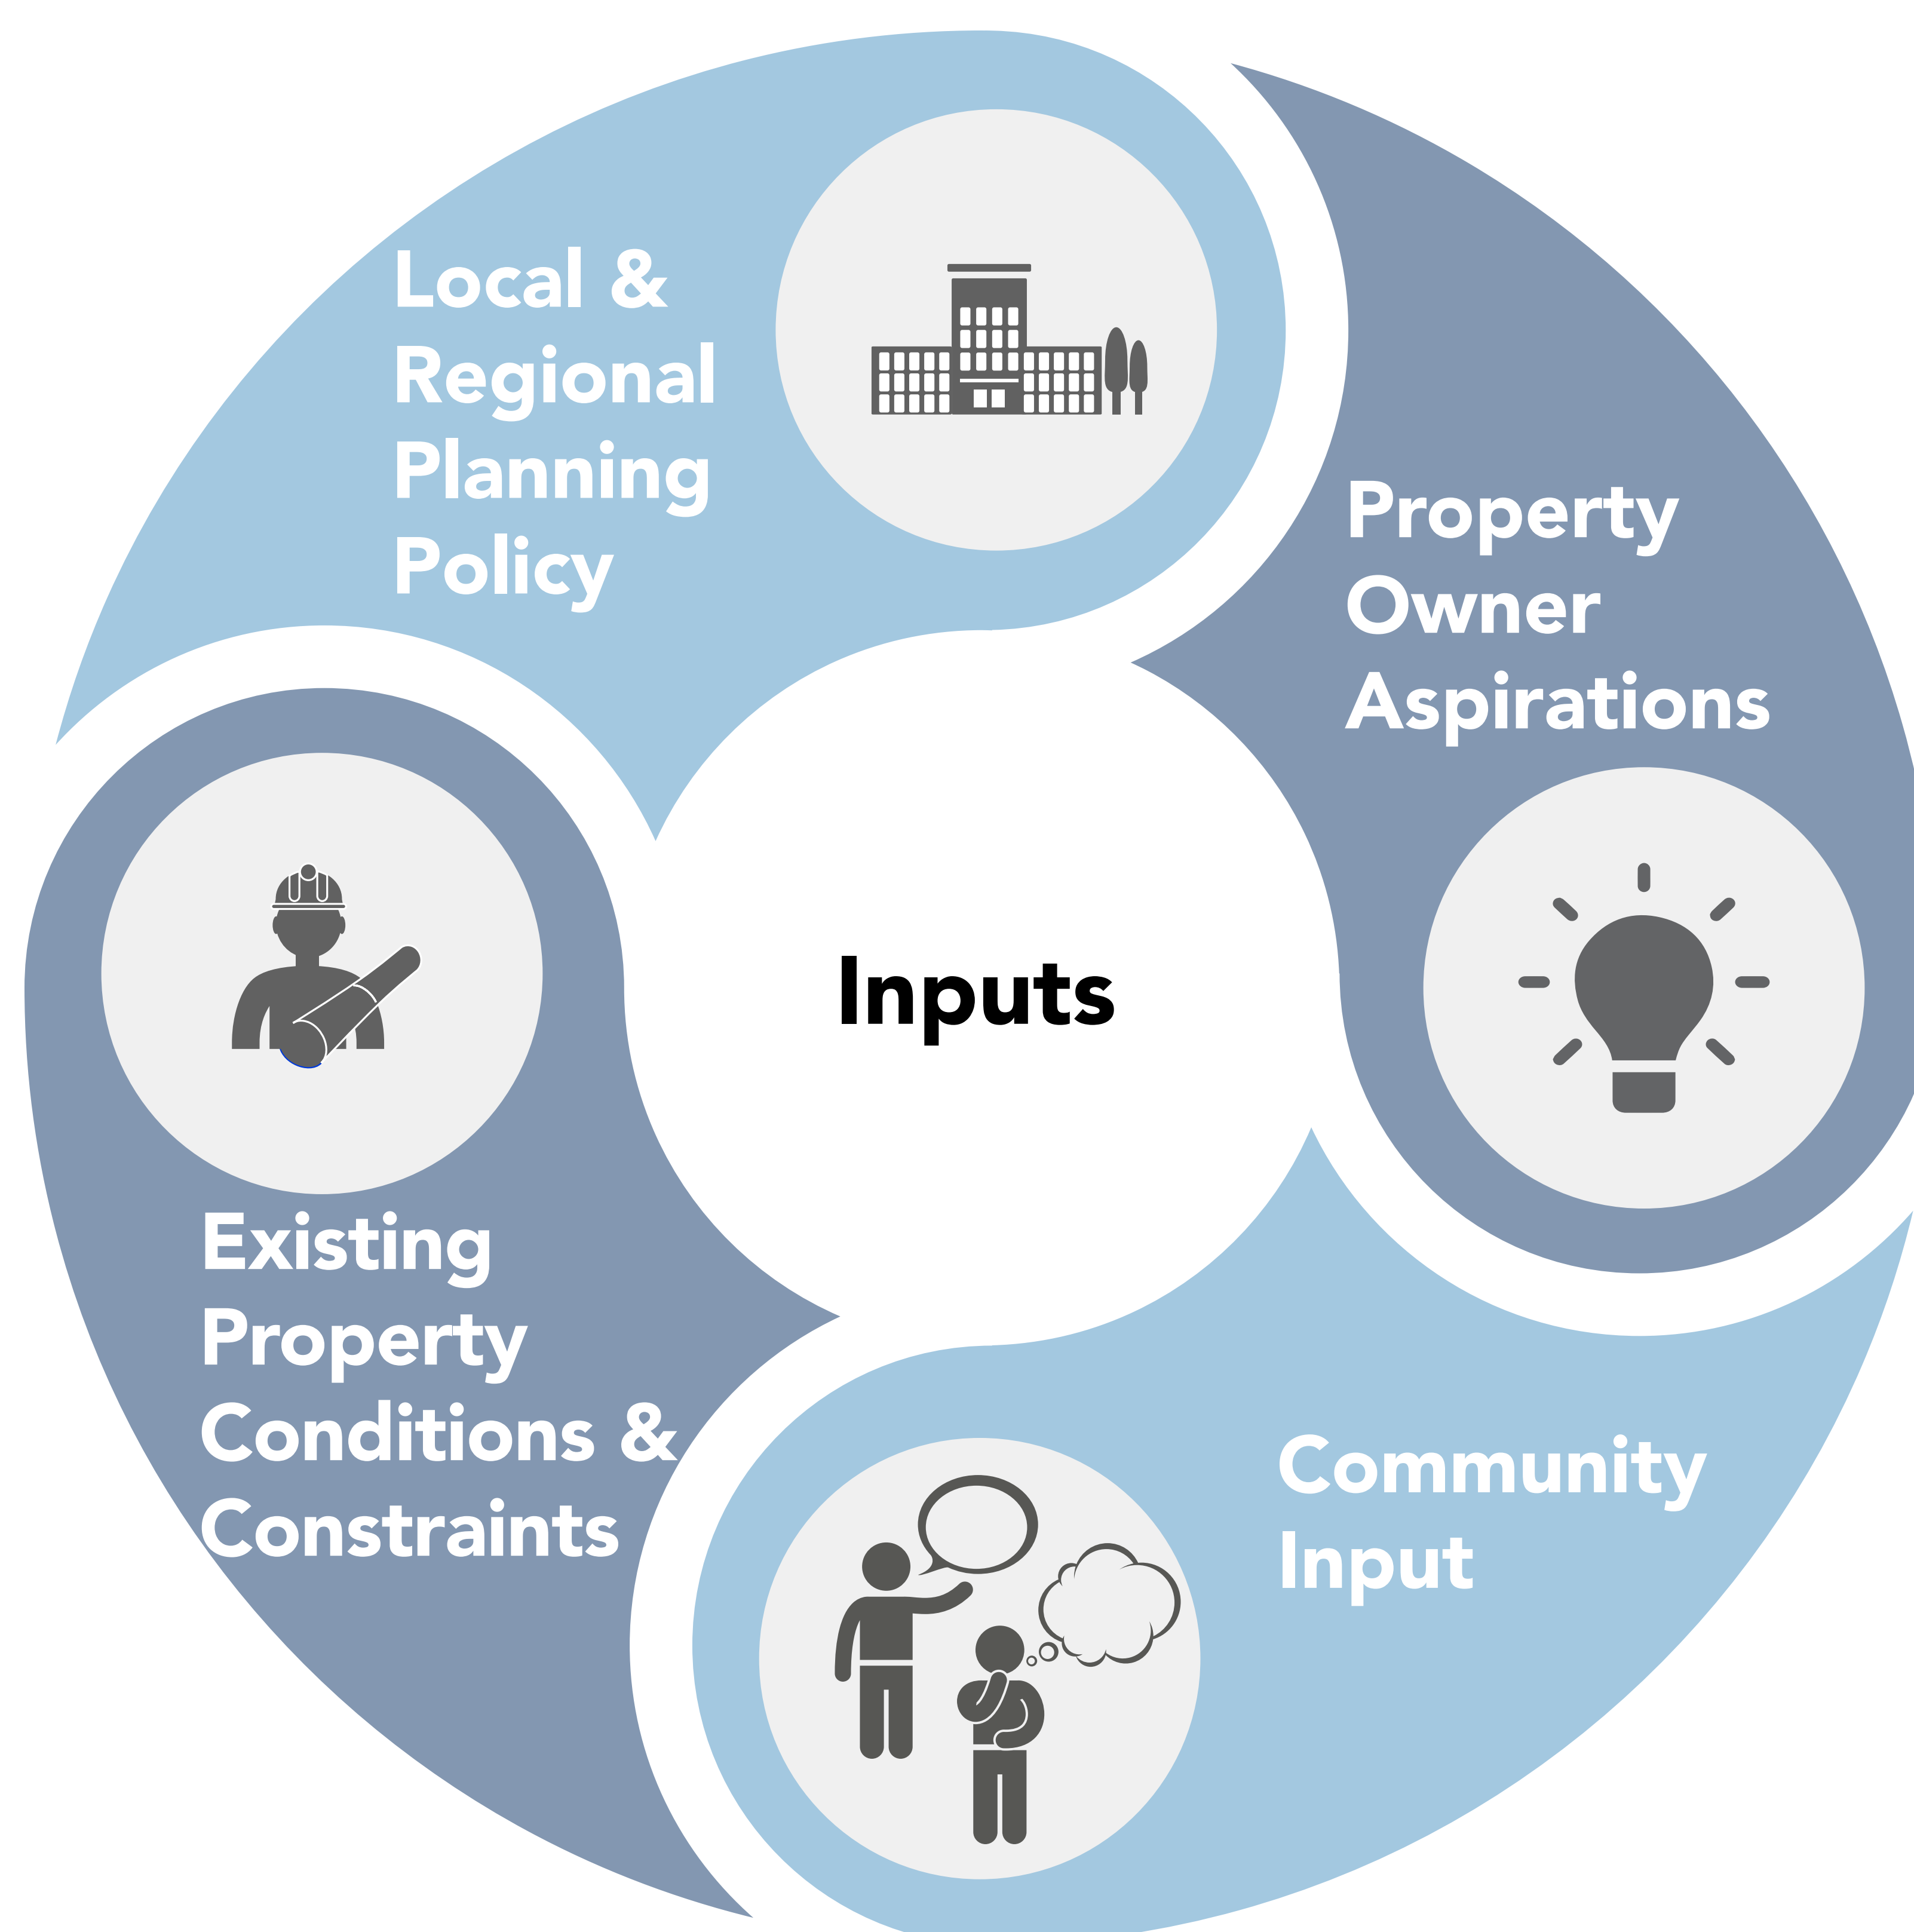 Local &
Regional
Planning
Policy
Property
Owner
Aspirations
Inputs
Existing
Property
Conditions &
Constraints
Community
Input